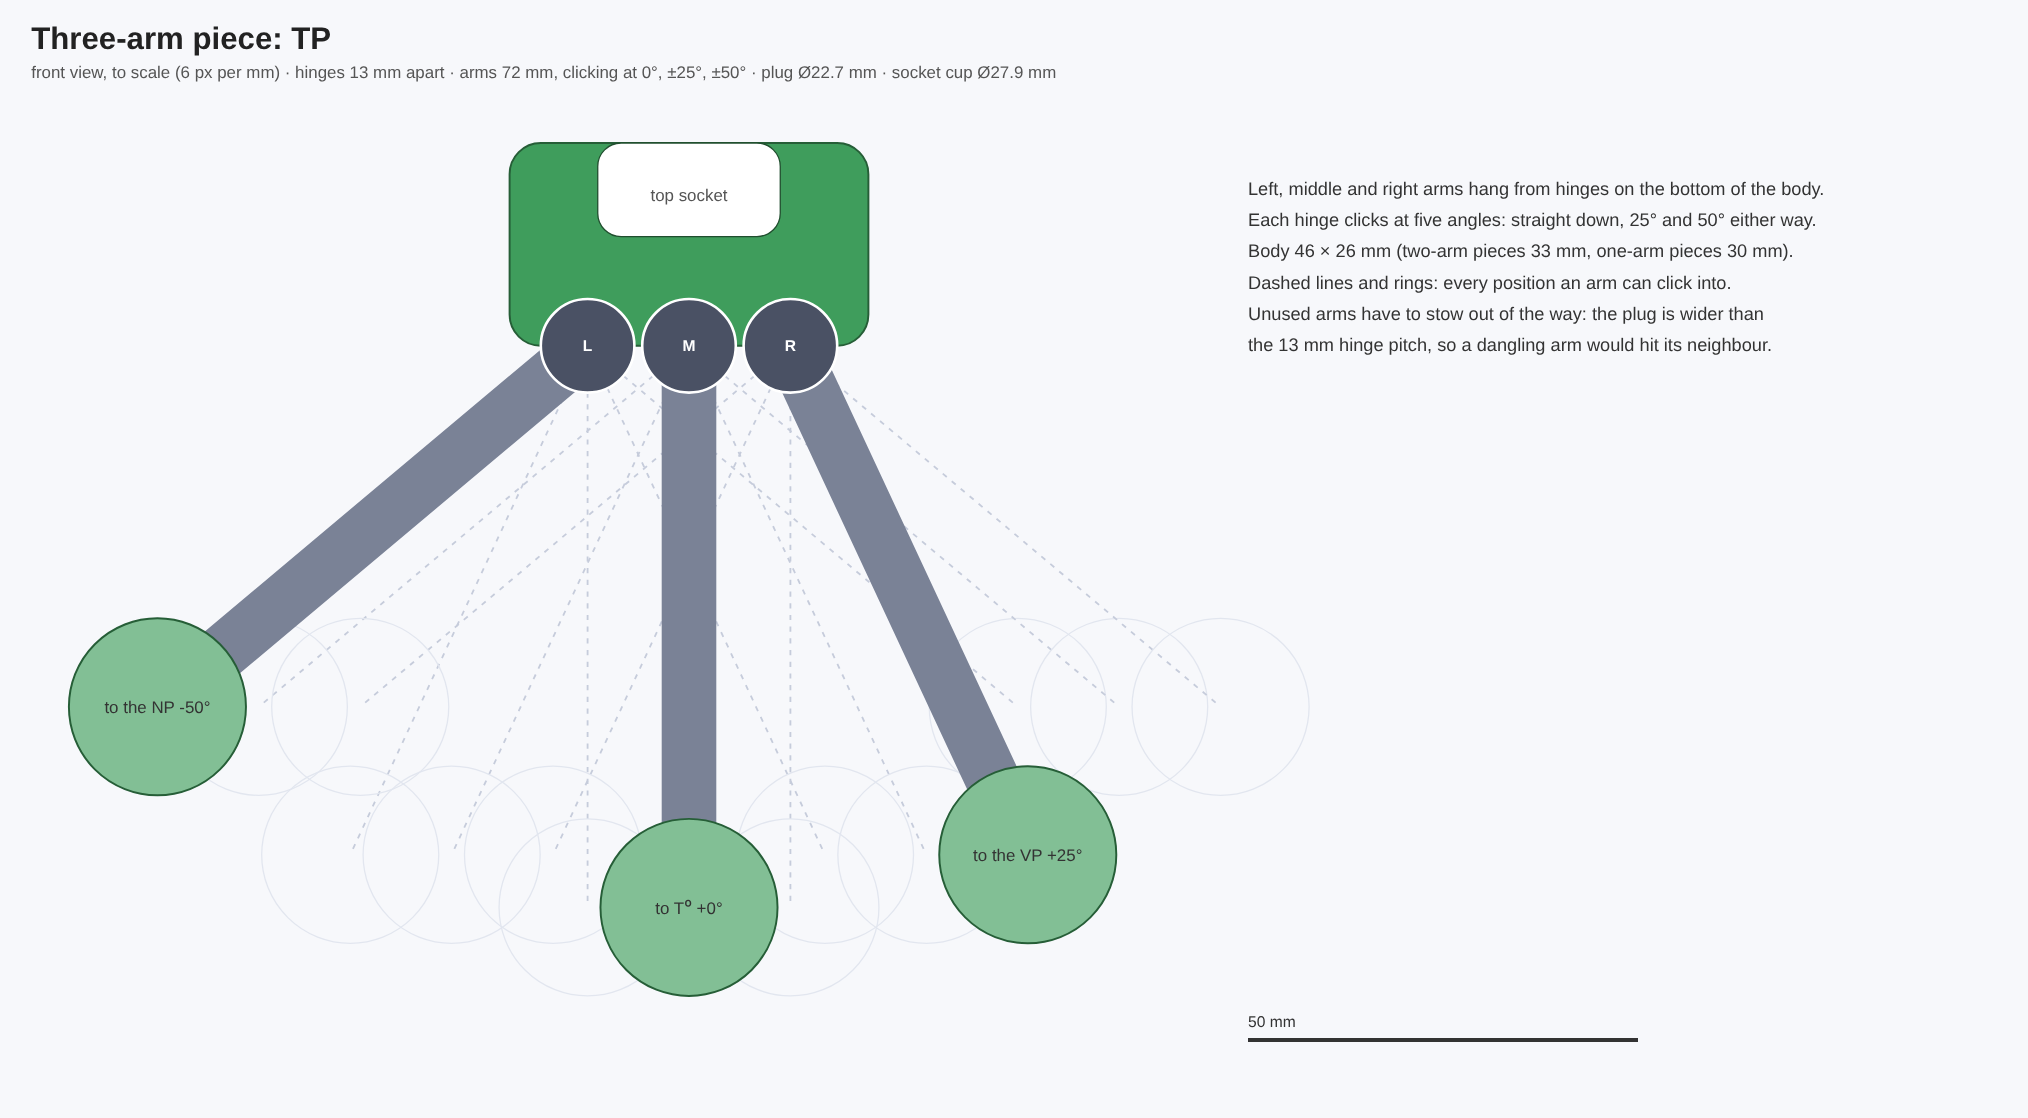 Three-arm piece: TP
front view, to scale (6 px per mm) · hinges 13 mm apart · arms 72 mm, clicking at 0°, ±25°, ±50° · plug Ø22.7 mm · socket cup Ø27.9 mm
top socket
Left, middle and right arms hang from hinges on the bottom of the body.
Each hinge clicks at five angles: straight down, 25° and 50° either way.
Body 46 × 26 mm (two-arm pieces 33 mm, one-arm pieces 30 mm).
Dashed lines and rings: every position an arm can click into.
Unused arms have to stow out of the way: the plug is wider than
the 13 mm hinge pitch, so a dangling arm would hit its neighbour.
L M R
to the NP -50°
to the VP +25°
to T⁰ +0°
50 mm